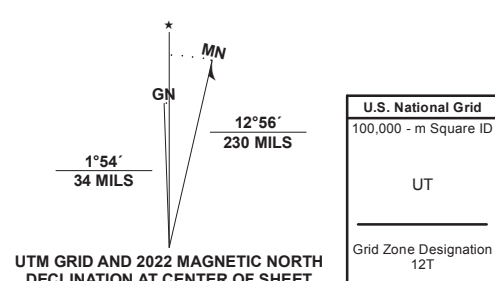 ★
MN
GN
12°56´
230 MILS
1°54´
34 MILS
UTM GRID AND 2022 MAGNETIC NORTH
DECLINATION AT CENTER OF SHEET
U.S. National Grid
100,000 - m Square ID
UT
Grid Zone Designation
12T